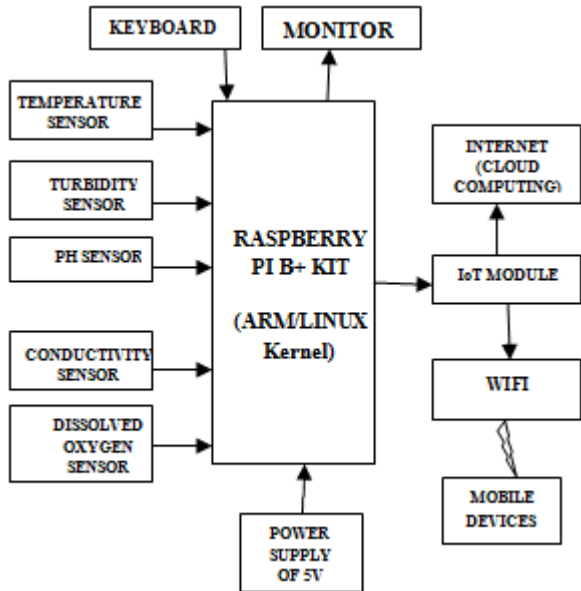 KEYBOARD
MONITOR
TEMPERATURE
SENSOR
TURBIDITY
SENSOR
PH SENSOR
CONDUCTIVITY
SENSOR
DISSOLVED
OXYGEN
SENSOR
RASPBERRY
PI B+ KIT
(ARM/LINUX
Kernel)
POWER
SUPPLY
OF 5V
INTERNET
(CLOUD
COMPUTING)
IoT MODULE
WIFI
MOBILE
DEVICES